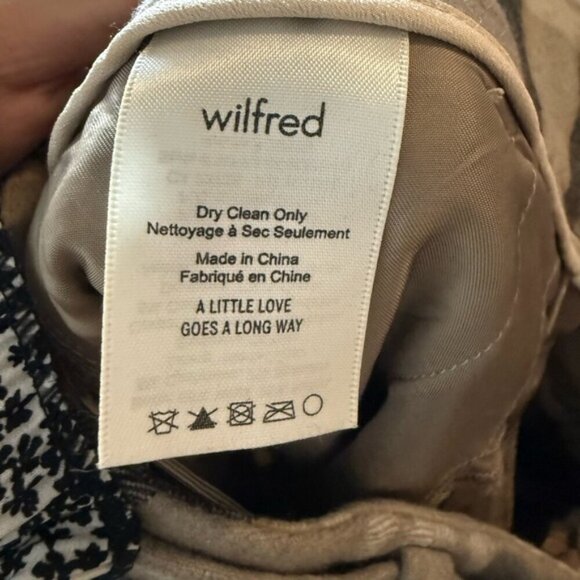 wilfred
Dry Clean Only
Nettoyage à Sec Seulement
Made in China
Fabriqué en Chine
A LITTLE LOVE
GOES A LONG WAY